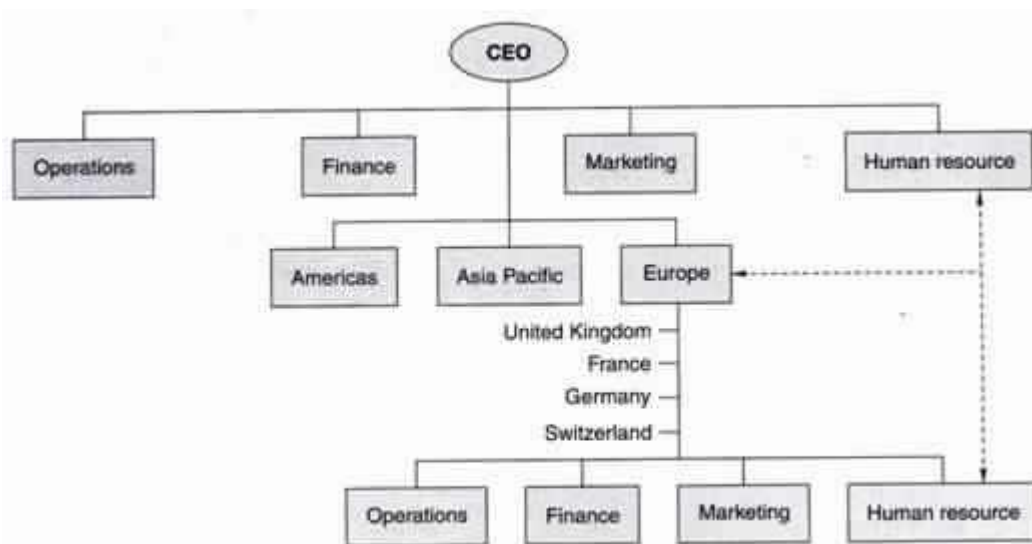 CEO
Operations
Finance
Marketing
Human resource
Americas
Asia Pacific
Europe
United Kingdom
France
Germany
Switzerland
Operations
Finance
Marketing
Human resource